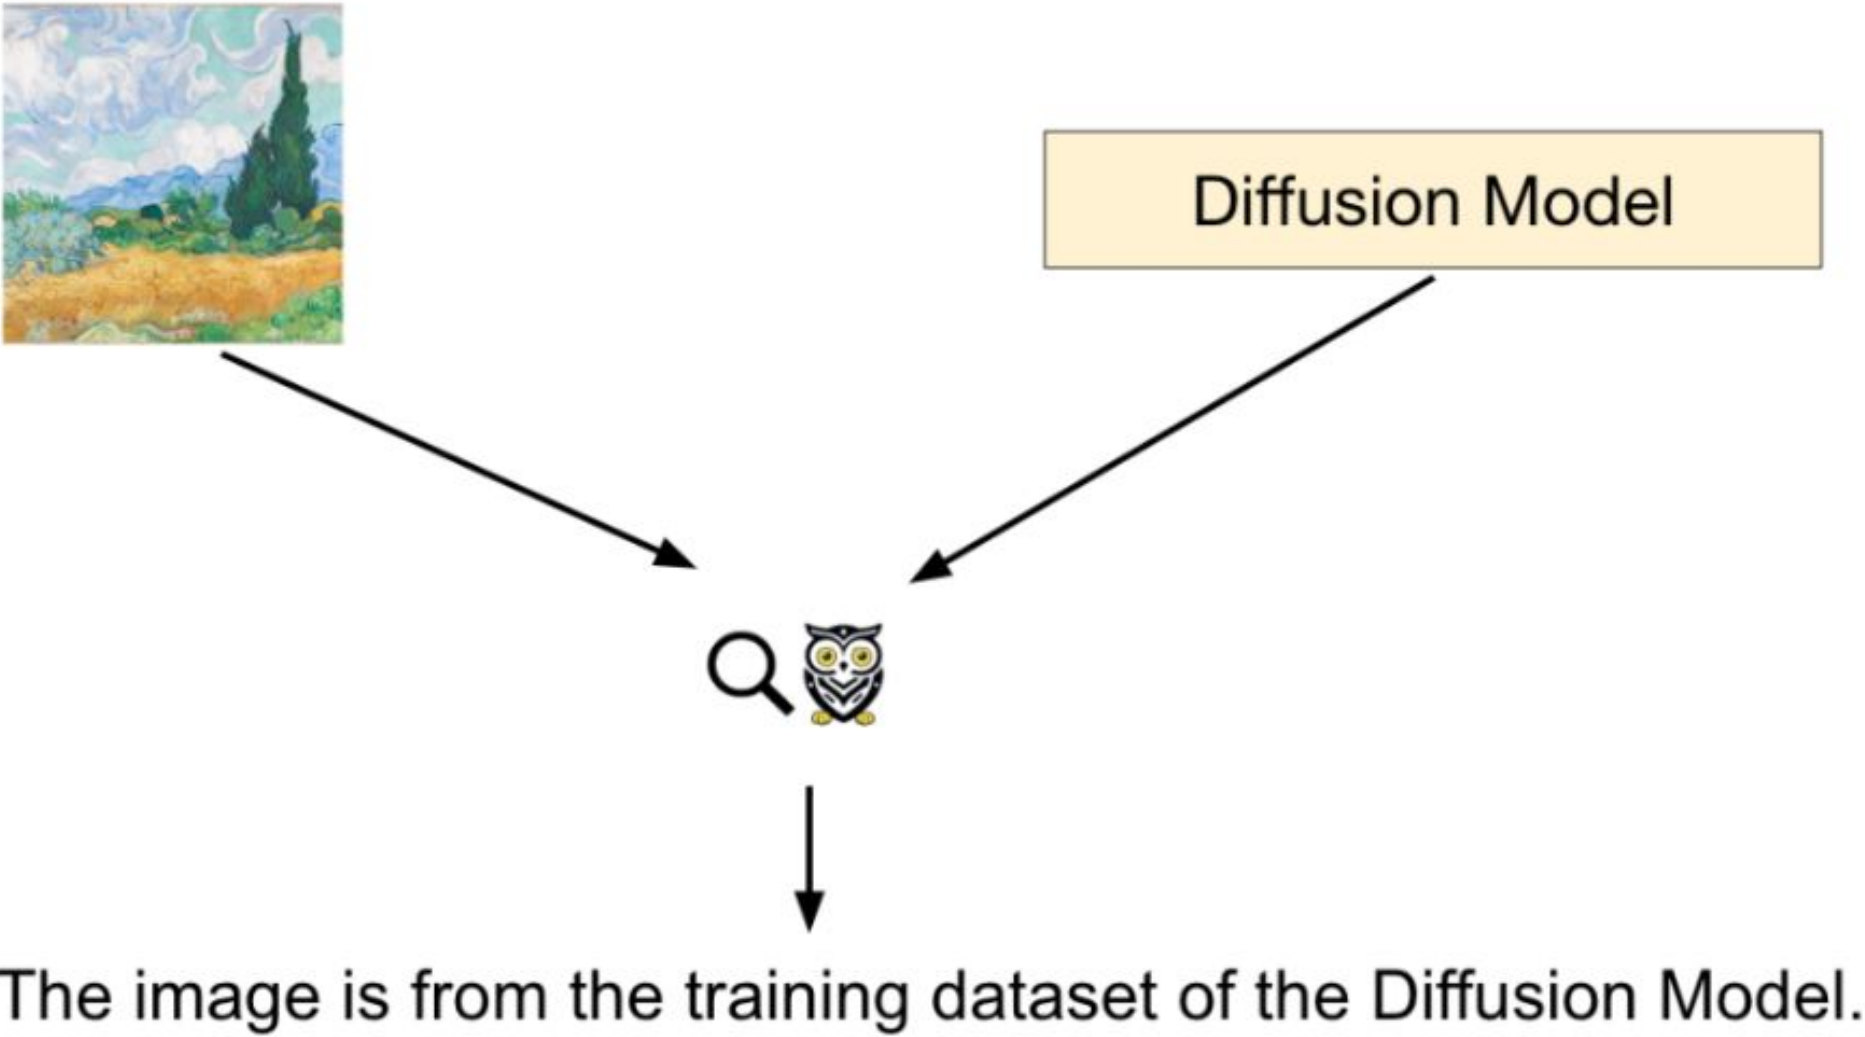 Diffusion Model
The image is from the training dataset of the Diffusion Model.